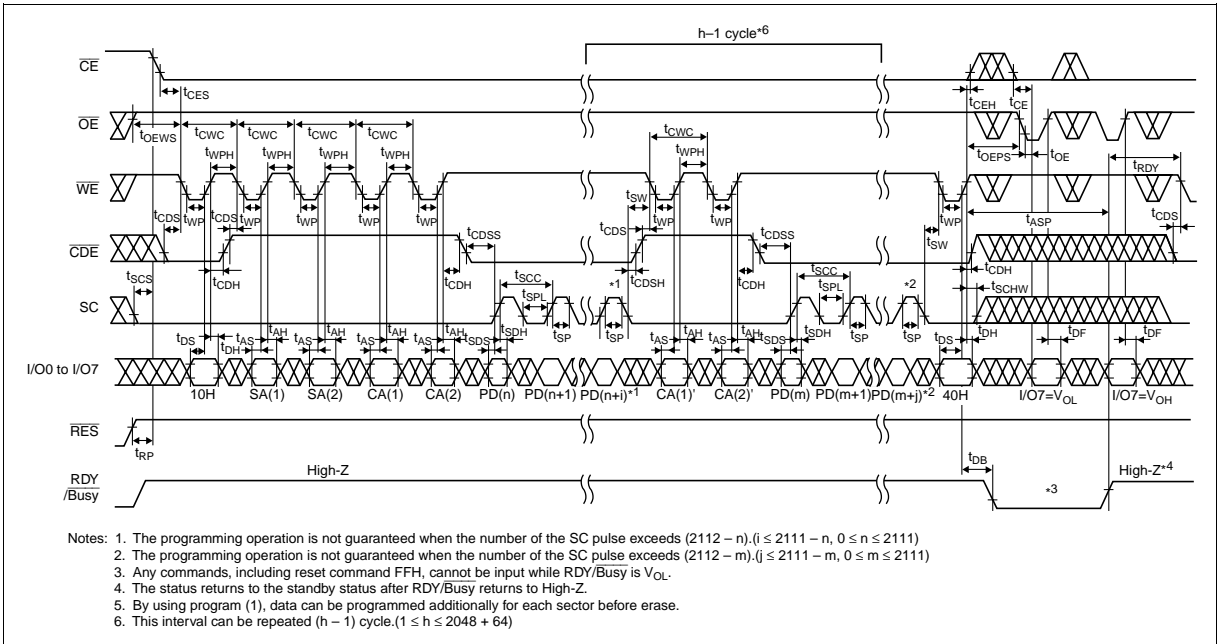 h–1 cycle*6
CE
tCES tCEH tCE
OE
tOEWS tCWC tCWC tCWC tCWC tCWC tOEPS tOE
tWPH tWPH tWPH tWPH tWPH tRDY
WE
tCDS tWP tCDS tWP tWP tWP tWP tSW tWP tWP tWP tSW tASP tCDS
tCDSS tCDS tCDSS
CDE
tSCS tCDH tCDH tSCC tCDSH tCDH tSCC tCDH
tSPL *1 tSPL *2 tSCHW
SC
tDS tDH tAS tAH tAS tAH tAS tAH tAS tAH tSDS tSDH tSP tSP tAS tAH tAS tAH tSDS tSDH tSP tSP tDS tDH tDF tDF
I/O0 to I/O7
10H SA(1) SA(2) CA(1) CA(2) PD(n) PD(n+1) PD(n+i)*1 CA(1)' CA(2)' PD(m) PD(m+1) PD(m+j)*2 40H I/O7=VOL I/O7=VOH
RES
tRP
tDB
RDY
/Busy
High-Z *3 High-Z*4
Notes: 1. The programming operation is not guaranteed when the number of the SC pulse exceeds (2112 – n).(i ≤ 2111 – n, 0 ≤ n ≤ 2111)
2. The programming operation is not guaranteed when the number of the SC pulse exceeds (2112 – m).(j ≤ 2111 – m, 0 ≤ m ≤ 2111)
3. Any commands, including reset command FFH, cannot be input while RDY/Busy is VOL.
4. The status returns to the standby status after RDY/Busy returns to High-Z.
5. By using program (1), data can be programmed additionally for each sector before erase.
6. This interval can be repeated (h – 1) cycle.(1 ≤ h ≤ 2048 + 64)